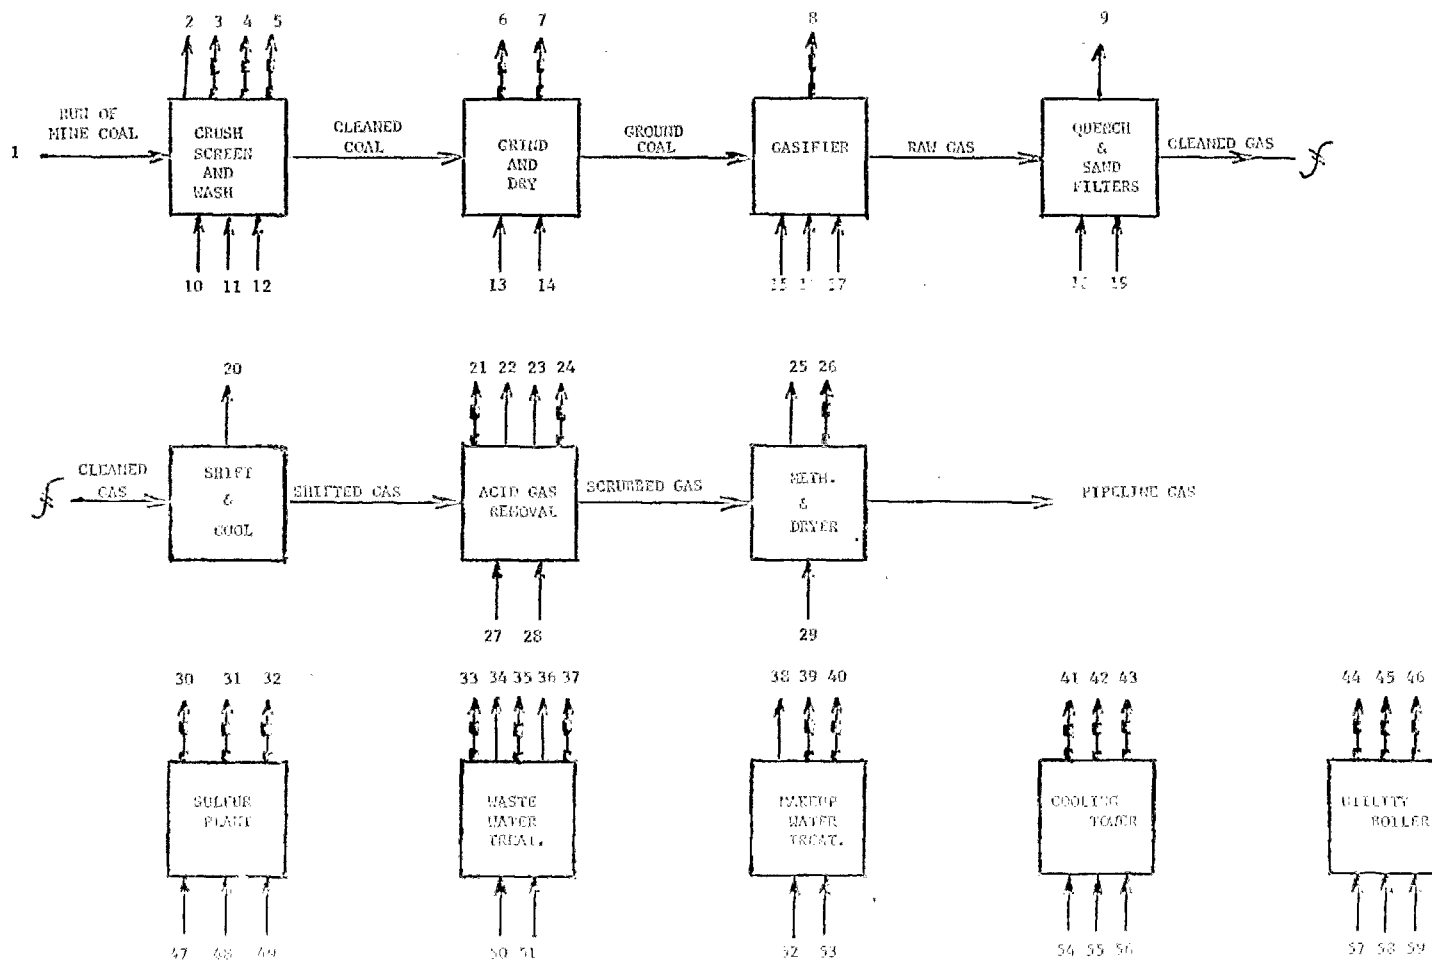 2 3 4 5
6 7
8
9
1
RUN OF
MINE COAL
CRUSH
SCREEN
AND
WASH
CLEANED
COAL
GRIND
AND
DRY
GROUND
COAL
GASIFIER
RAW GAS
QUENCH
&
SAND
FILTERS
CLEANED GAS
10 11 12
13 14
15 17
19
20
21 22 23 24
25 26
CLEANED
GAS
SHIFT
&
COOL
SHIFTED GAS
ACID GAS
REMOVAL
SCRUBBED GAS
METH.
&
DRYER
PIPELINE GAS
27 28
29
30 31 32
33 34 35 36 37
38 39 40
41 42 43
44 45 46
SULFUR
PLANT
WASTE
WATER
TREAT.
MAKEUP
WATER
TREAT.
COOLING
TOWER
UTILITY
BOILER
47 48 49
50 51
52 53
54 55 56
57 58 59